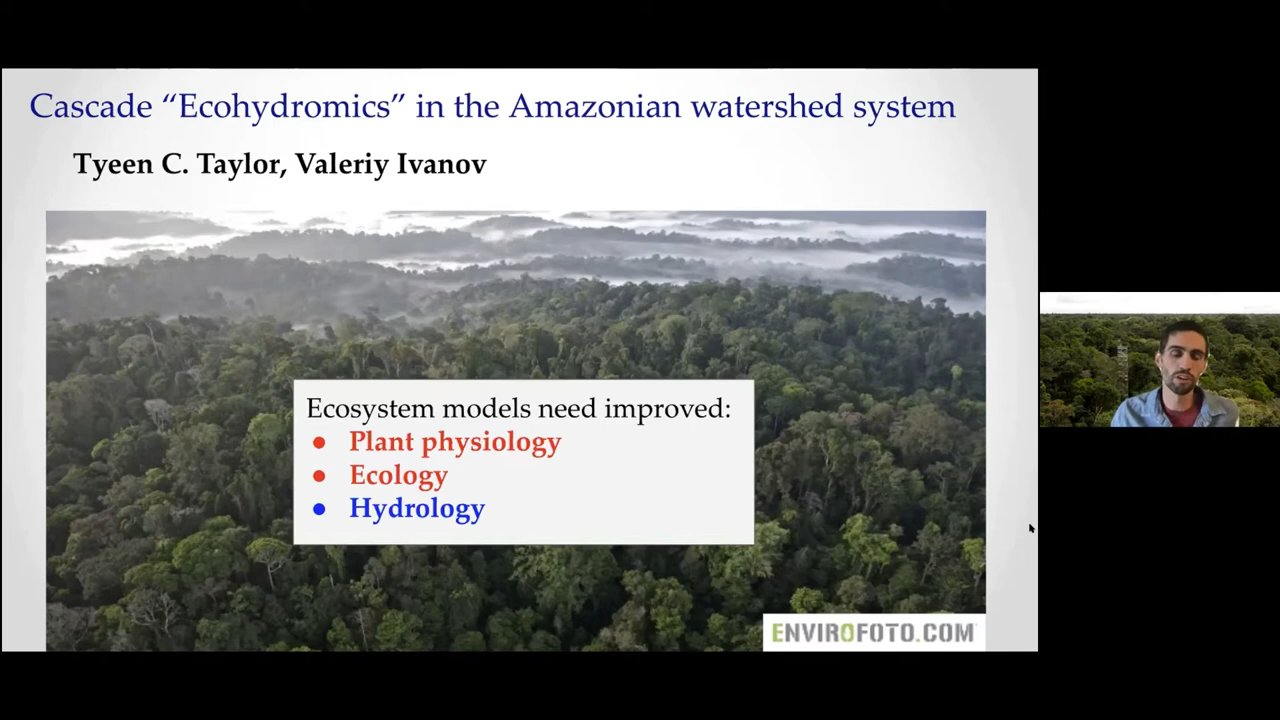 Cascade “Ecohydromics” in the Amazonian watershed system
Tyeen C. Taylor, Valeriy Ivanov
Ecosystem models need improved:
• Plant physiology
• Ecology
• Hydrology
ENVIROFOTO.COM